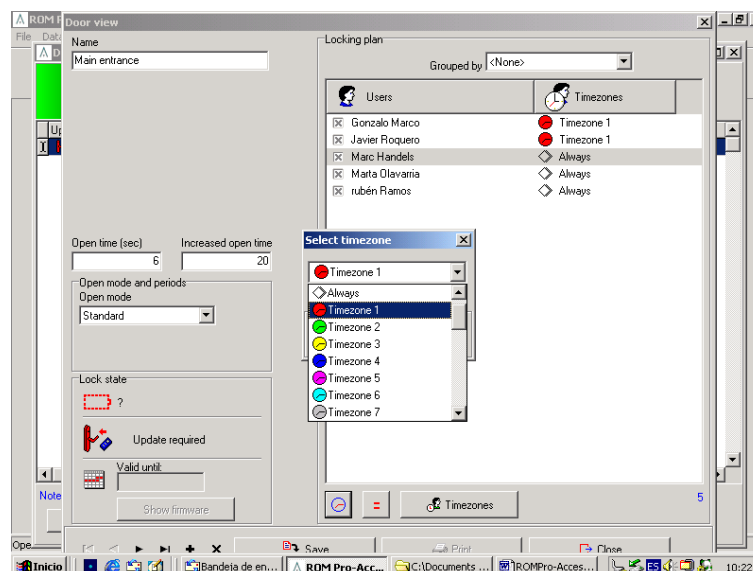 ROM P
Door view
File Data
Name
Main entrance
Locking plan
Grouped by <None>
Users Timezones
Gonzalo Marco Timezone 1
Javier Roquero Timezone 1
Marc Handels Always
Marta Olavarria Always
rubén Ramos Always
Open time (sec) Increased open time
6 20
Open mode and periods
Open mode
Standard
Select timezone
Timezone 1
Always
Timezone 1
Timezone 2
Timezone 3
Timezone 4
Timezone 5
Timezone 6
Timezone 7
Lock state
?
Update required
Valid until:
Show firmware
= Timezones 5
Note
Ope
Save Print Close
Inicio Bandeja de en... ROM Pro-Acc... C:\Documents ... ROMPro-Acces... ES 10:22